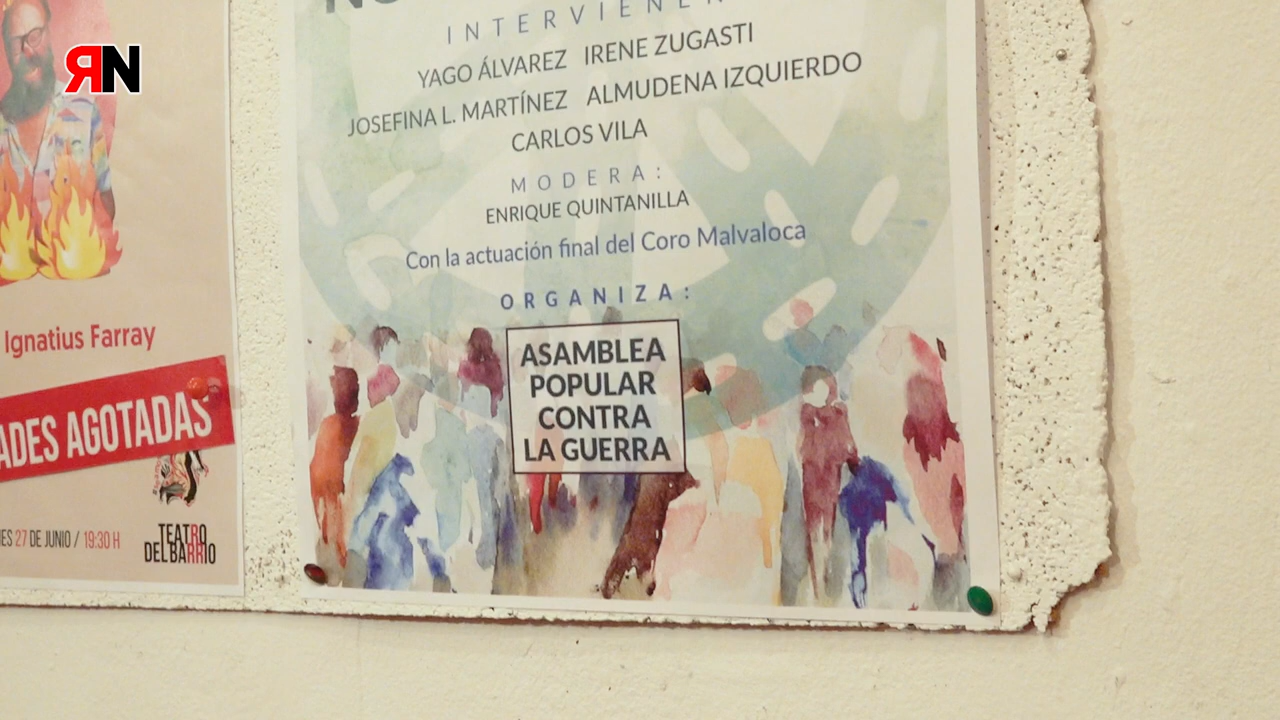 RN
INTERVIENEN
YAGO ÁLVAREZ IRENE ZUGASTI
JOSEFINA L. MARTÍNEZ ALMUDENA IZQUIERDO
CARLOS VILA
MODERA:
ENRIQUE QUINTANILLA
Con la actuación final del Coro Malvaloca
ORGANIZA:
ASAMBLEA
POPULAR
CONTRA
LA GUERRA
Ignatius Farray
ADES AGOTADAS
ES 27 DE JUNIO / 19:30 H
TEATRO
DEL BARRIO